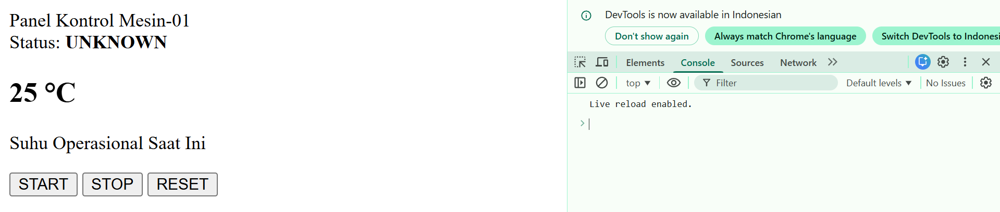 Panel Kontrol Mesin-01
Status: UNKNOWN
25 °C
Suhu Operasional Saat Ini
START STOP RESET
DevTools is now available in Indonesian
Don't show again Always match Chrome's language Switch DevTools to Indonesi
Elements Console Sources Network
top Filter Default levels No Issues
Live reload enabled.